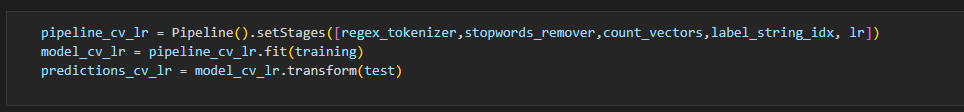 pipeline_cv_lr = Pipeline().setStages([regex_tokenizer,stopwords_remover,count_vectors,label_string_idx, lr])
model_cv_lr = pipeline_cv_lr.fit(training)
predictions_cv_lr = model_cv_lr.transform(test)